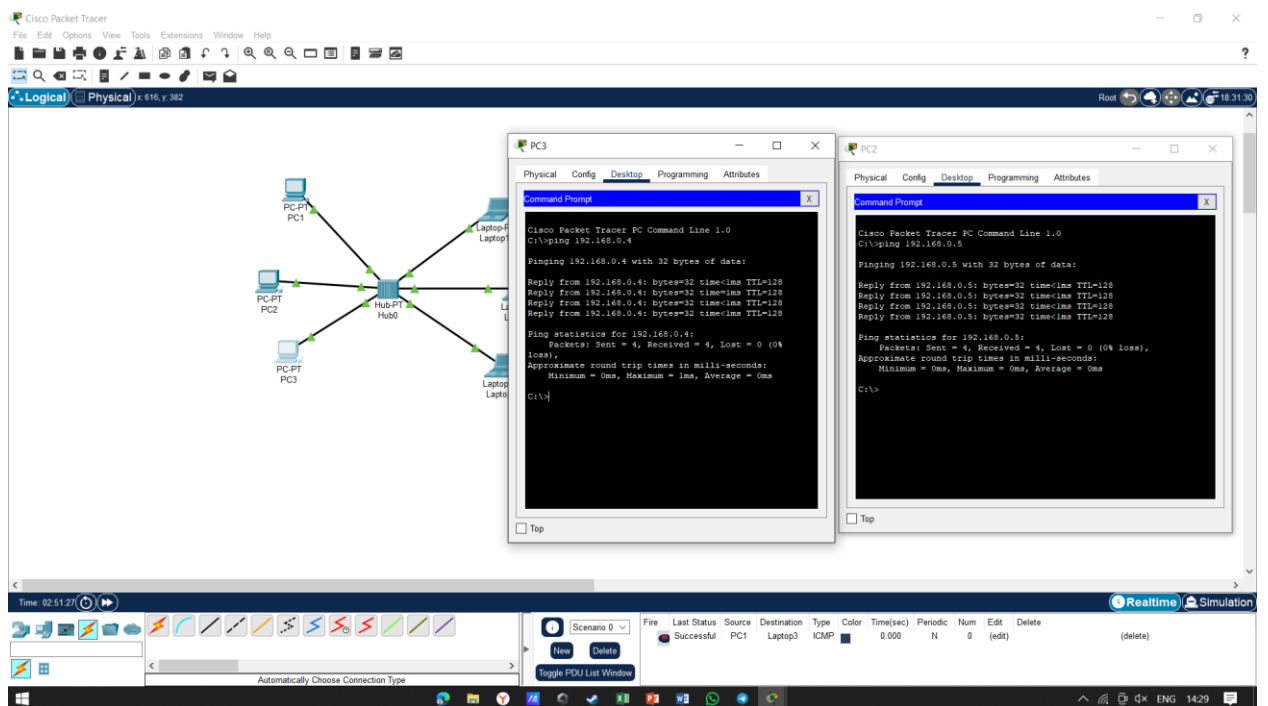 Cisco Packet Tracer
File Edit Options View Tools Extensions Window Help
?
Logical Physical x: 616, y: 382
Root 18:31:30
PC-PT
PC1
PC-PT
PC2
PC-PT
PC3
Hub-PT
Hub0
Laptop-P
Laptop1
La
L
Laptop
Lapto
PC3
Physical Config Desktop Programming Attributes
Command Prompt X
Cisco Packet Tracer PC Command Line 1.0
C:\>ping 192.168.0.4
Pinging 192.168.0.4 with 32 bytes of data:
Reply from 192.168.0.4: bytes=32 time<1ms TTL=128
Reply from 192.168.0.4: bytes=32 time<1ms TTL=128
Reply from 192.168.0.4: bytes=32 time<1ms TTL=128
Reply from 192.168.0.4: bytes=32 time<1ms TTL=128
Ping statistics for 192.168.0.4:
Packets: Sent = 4, Received = 4, Lost = 0 (0%
loss),
Approximate round trip times in milli-seconds:
Minimum = 0ms, Maximum = 1ms, Average = 0ms
C:\>
Top
PC2
Physical Config Desktop Programming Attributes
Command Prompt X
Cisco Packet Tracer PC Command Line 1.0
C:\>ping 192.168.0.5
Pinging 192.168.0.5 with 32 bytes of data:
Reply from 192.168.0.5: bytes=32 time<1ms TTL=128
Reply from 192.168.0.5: bytes=32 time<1ms TTL=128
Reply from 192.168.0.5: bytes=32 time<1ms TTL=128
Reply from 192.168.0.5: bytes=32 time<1ms TTL=128
Ping statistics for 192.168.0.5:
Packets: Sent = 4, Received = 4, Lost = 0 (0% loss),
Approximate round trip times in milli-seconds:
Minimum = 0ms, Maximum = 0ms, Average = 0ms
C:\>
Top
Time: 02:51:27
Realtime Simulation
Automatically Choose Connection Type
Scenario 0
New Delete
Toggle PDU List Window
Fire Last Status Source Destination Type Color Time(sec) Periodic Num Edit Delete
Successful PC1 Laptop3 ICMP 0.000 N 0 (edit) (delete)
ENG 14:29